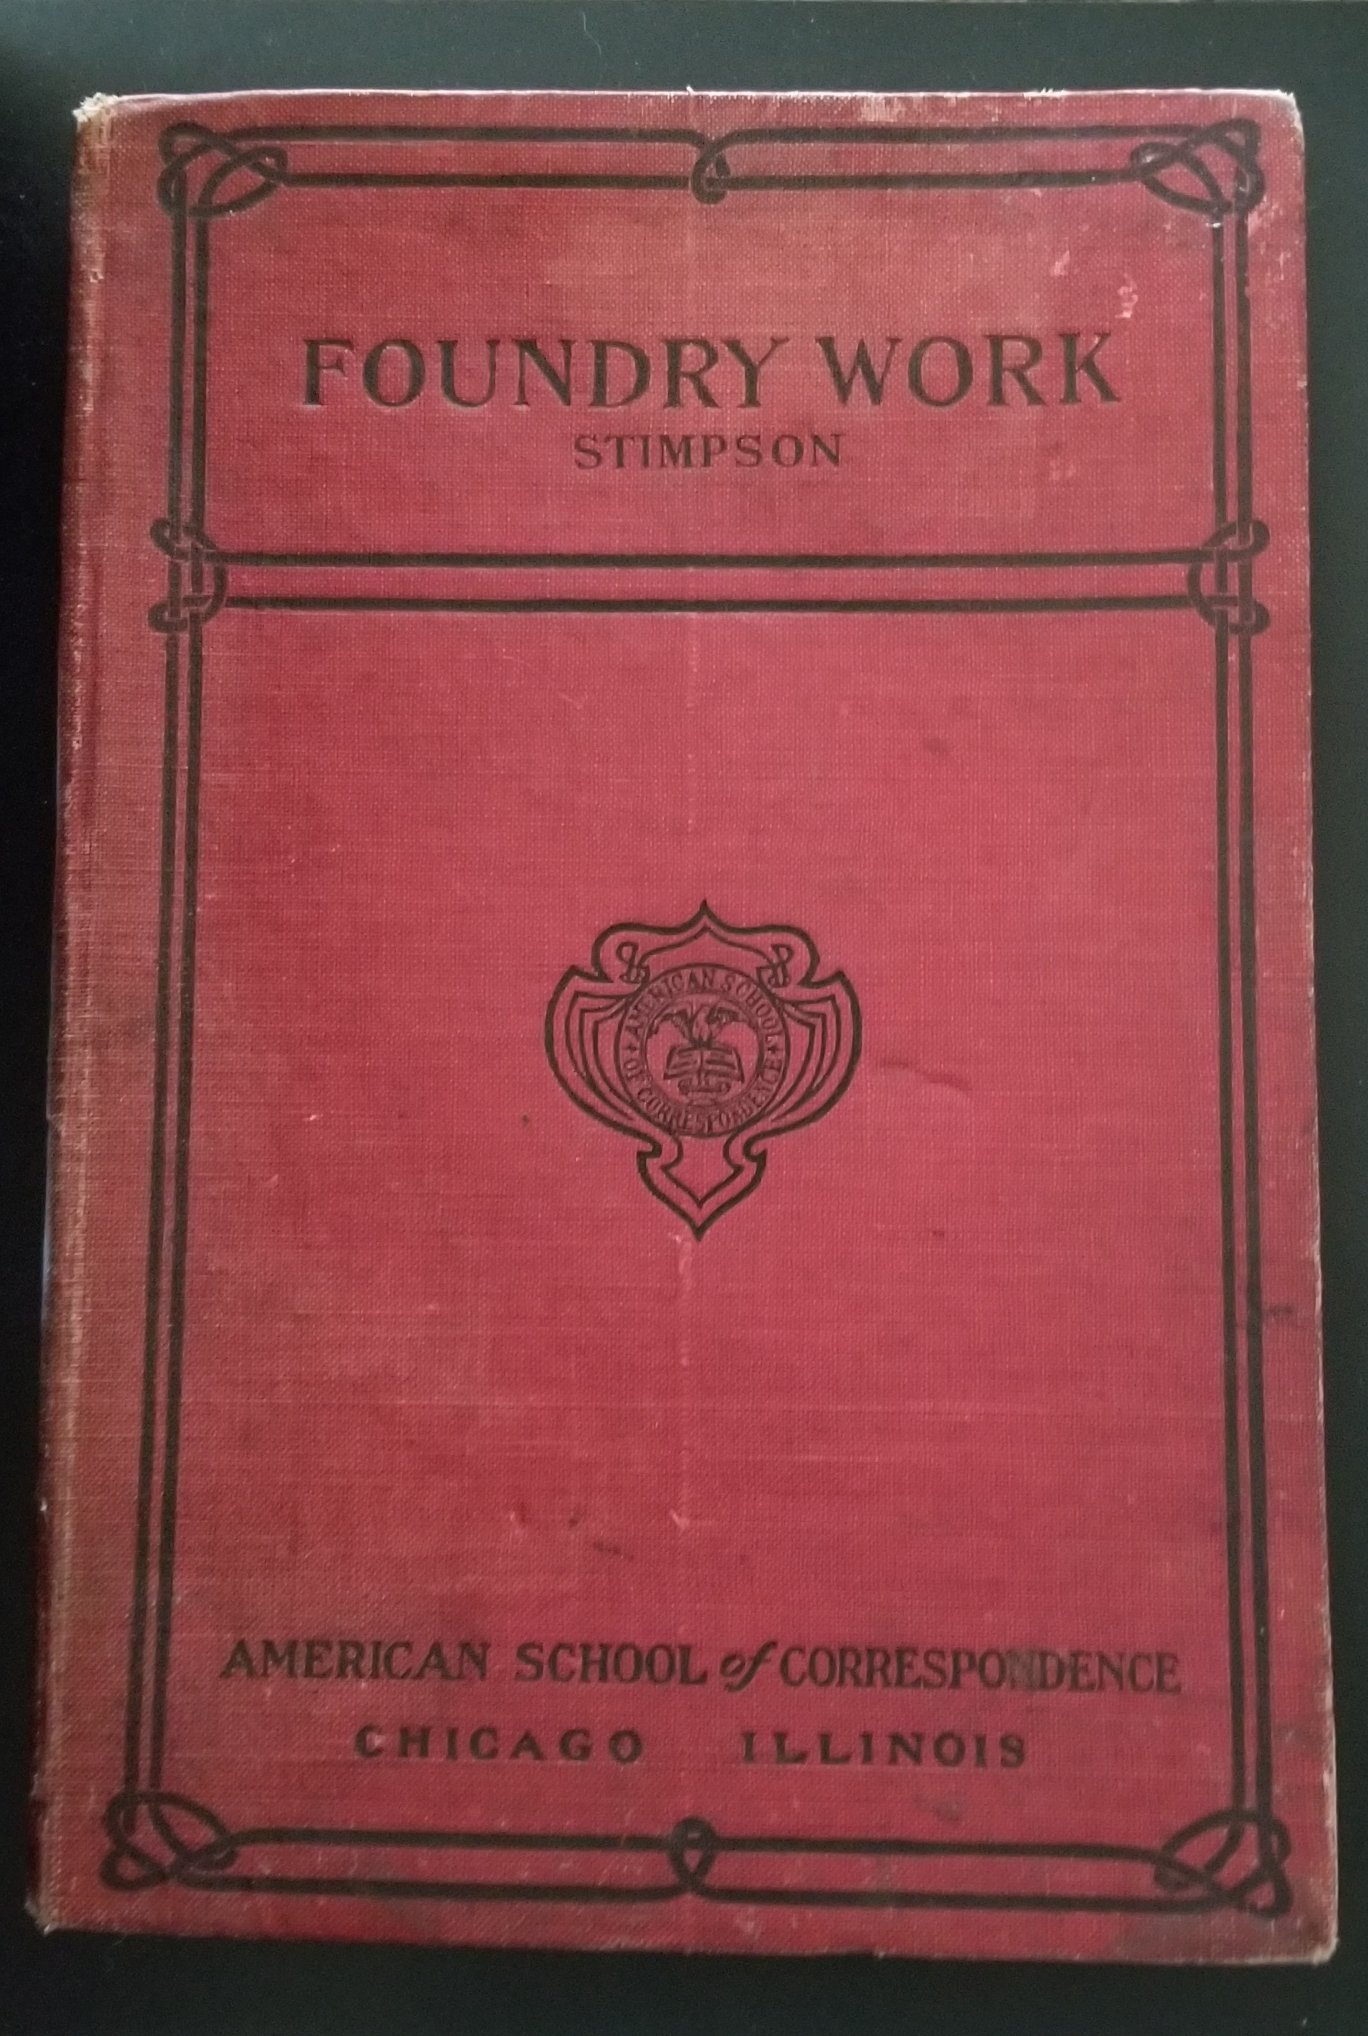 FOUNDRY WORK
STIMPSON
AMERICAN SCHOOL
OF CORRESPONDENCE
AMERICAN SCHOOL of CORRESPONDENCE
CHICAGO ILLINOIS